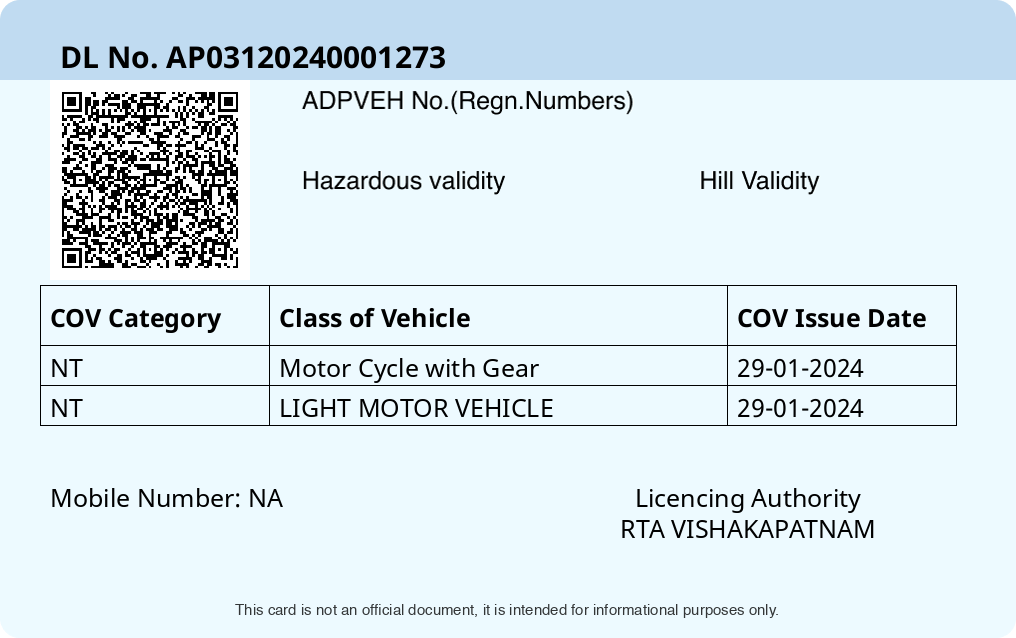 DL No. AP03120240001273
ADPVEH No.(Regn.Numbers)
Hazardous validity Hill Validity
COV Category Class of Vehicle COV Issue Date
NT Motor Cycle with Gear 29-01-2024
NT LIGHT MOTOR VEHICLE 29-01-2024
Mobile Number: NA Licencing Authority
RTA VISHAKAPATNAM
This card is not an official document, it is intended for informational purposes only.